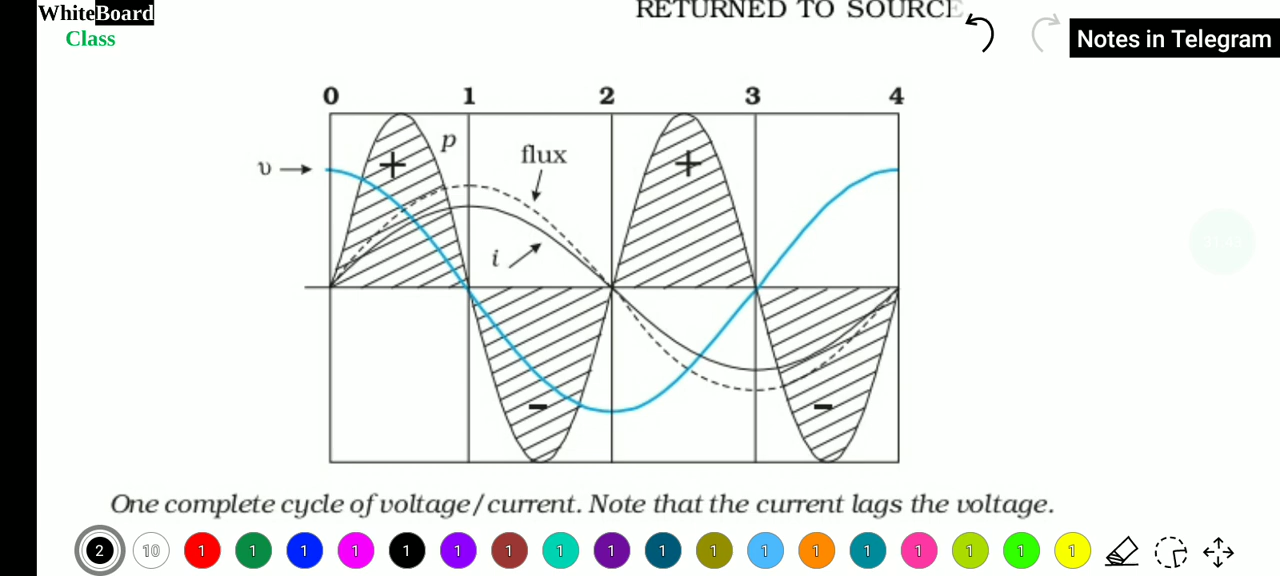 WhiteBoard
Class
RETURNED TO SOURCE
Notes in Telegram
0 1 2 3 4
p
+
flux
+
υ
i
-
-
One complete cycle of voltage/current. Note that the current lags the voltage.
2 10 1 1 1 1 1 1 1 1 1 1 1 1 1 1 1 1 1 1